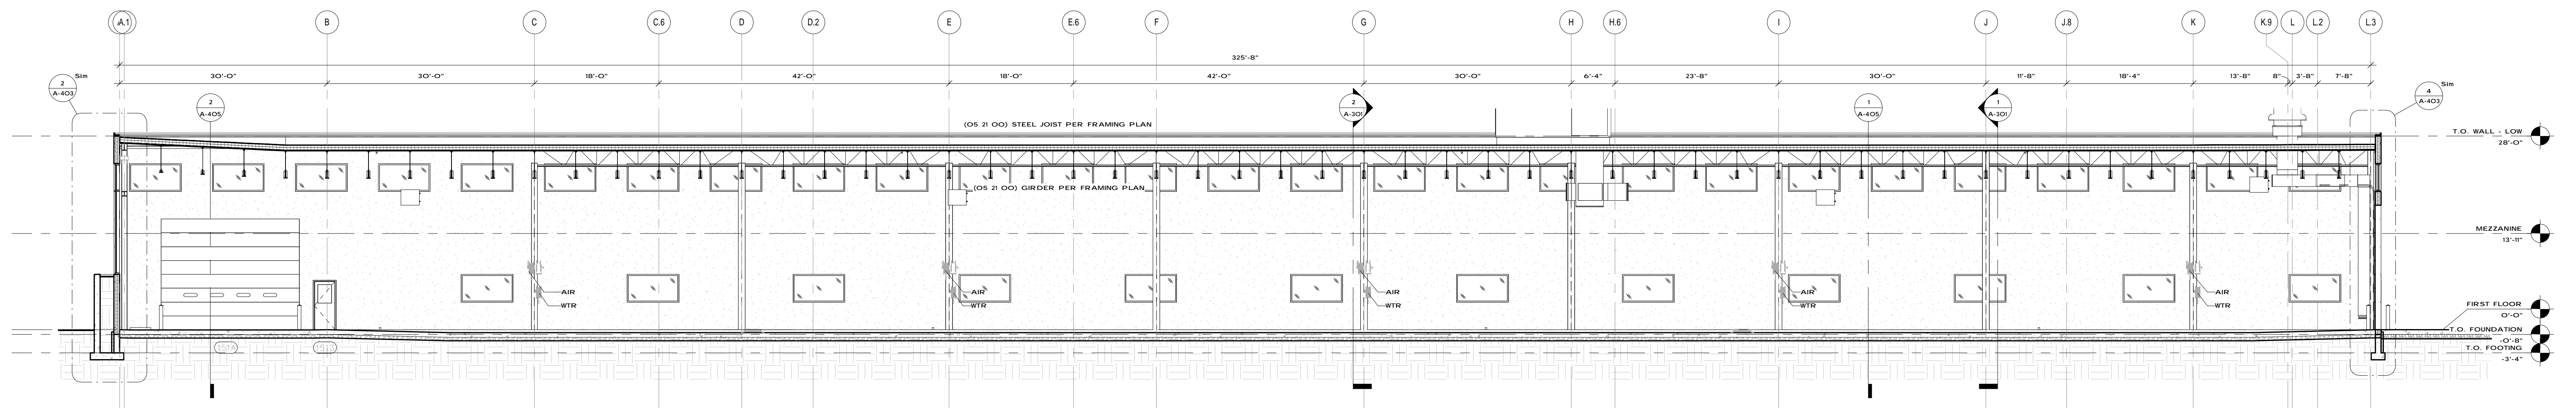 A.1
B
C
C.6
D
D.2
E
E.6
F
G
H
H.6
I
J
J.8
K
K.9
L
L.2
L.3
325'-8"
30'-0"
30'-0"
18'-0"
42'-0"
18'-0"
42'-0"
30'-0"
6'-4"
23'-8"
30'-0"
11'-8"
18'-4"
13'-8"
8"
3'-8"
7'-8"
Sim
2
A-403
2
A-405
2
A-301
1
A-405
1
A-301
Sim
4
A-403
(05 21 00) STEEL JOIST PER FRAMING PLAN
(05 21 00) GIRDER PER FRAMING PLAN
T.O. WALL - LOW
28'-0"
MEZZANINE
13'-11"
AIR
WTR
AIR
WTR
AIR
WTR
AIR
WTR
AIR
WTR
FIRST FLOOR
0'-0"
T.O. FOUNDATION
-0'-8"
T.O. FOOTING
-3'-4"